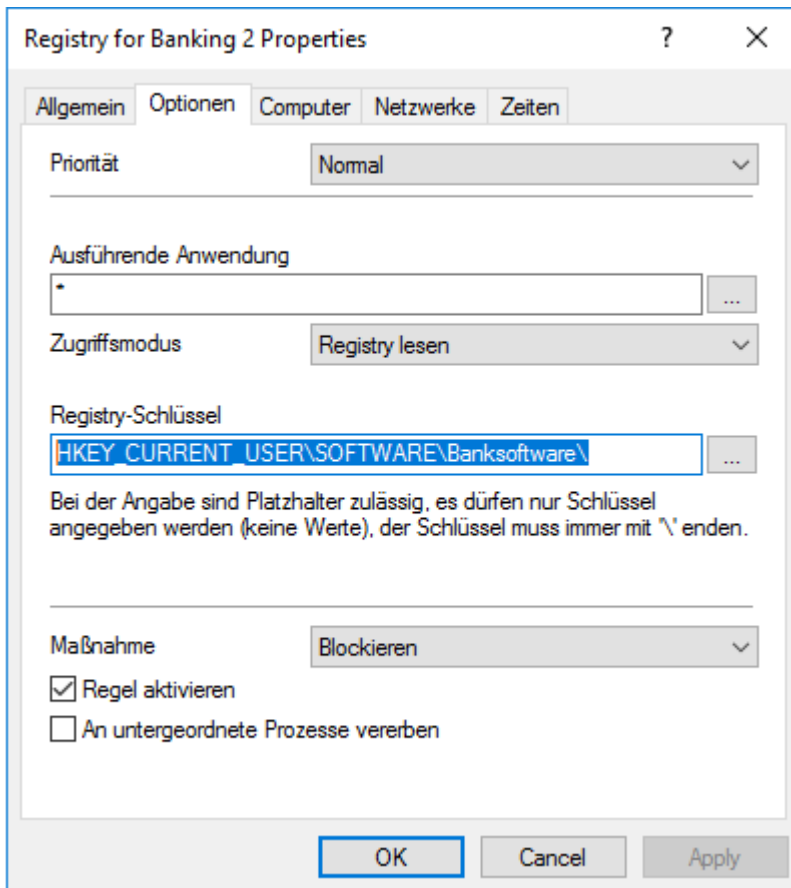 Registry for Banking 2 Properties ?
Allgemein Optionen Computer Netzwerke Zeiten
Priorität Normal
Ausführende Anwendung
* ...
Zugriffsmodus Registry lesen
Registry-Schlüssel
HKEY_CURRENT_USER\SOFTWARE\Banksoftware\ ...
Bei der Angabe sind Platzhalter zulässig, es dürfen nur Schlüssel
angegeben werden (keine Werte), der Schlüssel muss immer mit '\' enden.
Maßnahme Blockieren
Regel aktivieren
An untergeordnete Prozesse vererben
OK Cancel Apply